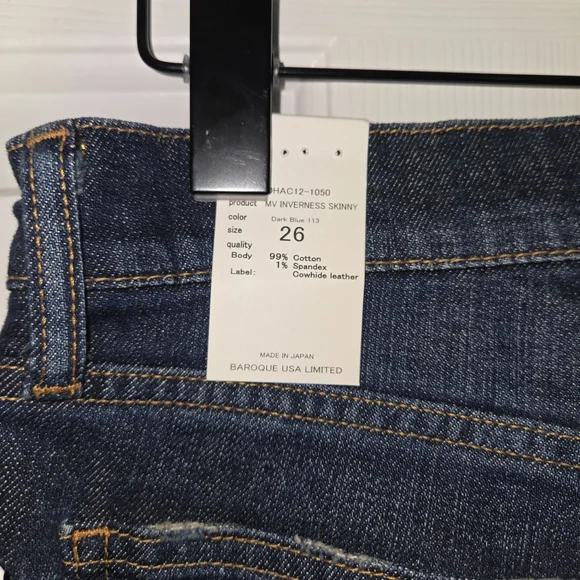 HAC12-1050
product MV INVERNESS SKINNY
color Dark Blue 113
size 26
quality
Body 99% Cotton
1% Spandex
Label: Cowhide leather
MADE IN JAPAN
BAROQUE USA LIMITED